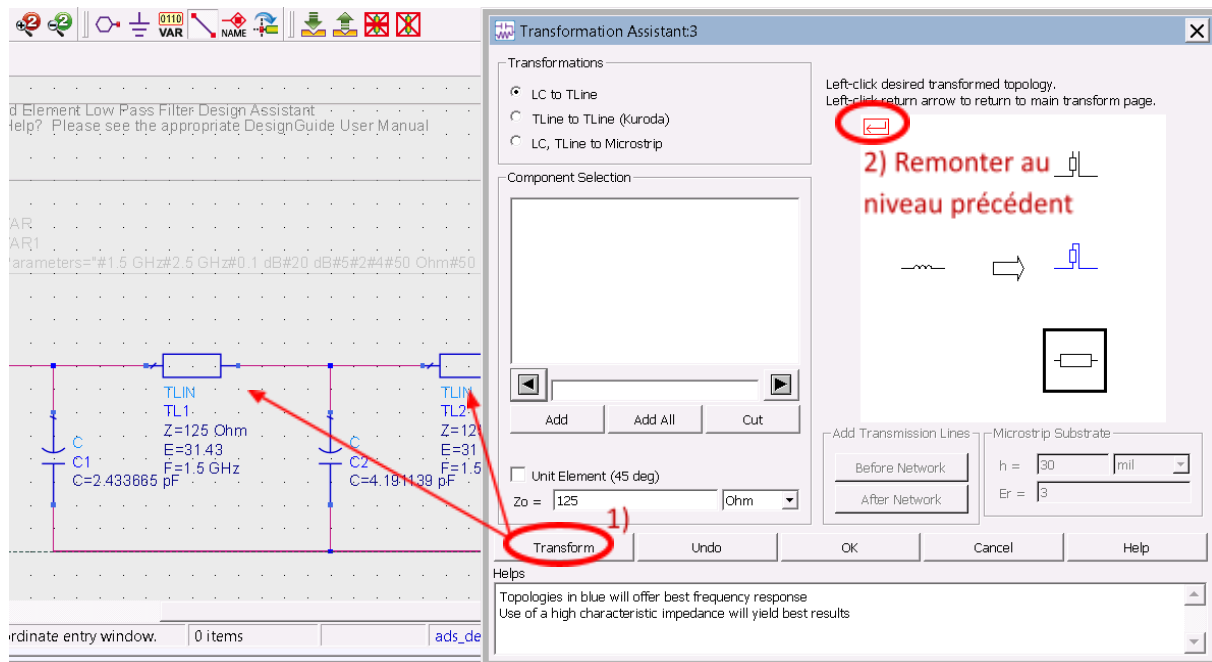 0110
VAR
NAME
Transformation Assistant:3
Transformations
LC to TLine
TLine to TLine (Kuroda)
LC, TLine to Microstrip
Left-click desired transformed topology.
Left-click return arrow to return to main transform page.
2) Remonter au
niveau précédent
d Element Low Pass Filter Design Assistant
Help? Please see the appropriate DesignGuide User Manual
VAR
VAR1
Parameters="#1.5 GHz#2.5 GHz#0.1 dB#20 dB#5#2#4#50 Ohm#50
TLIN
TL1
Z=125 Ohm
E=31.43
F=1.5 GHz
C
C1
C=2.433665 pF
C
C2
C=4.191139 pF
TLIN
TL2
Z=12
E=31
F=1.5
Component Selection
Add
Add All
Cut
Unit Element (45 deg)
Zo =
125
Ohm
Add Transmission Lines
Before Network
After Network
Microstrip Substrate
h =
30
mil
Er =
3
1)
Transform
Undo
OK
Cancel
Help
Helps
Topologies in blue will offer best frequency response
Use of a high characteristic impedance will yield best results
ordinate entry window.
0 items
ads_de